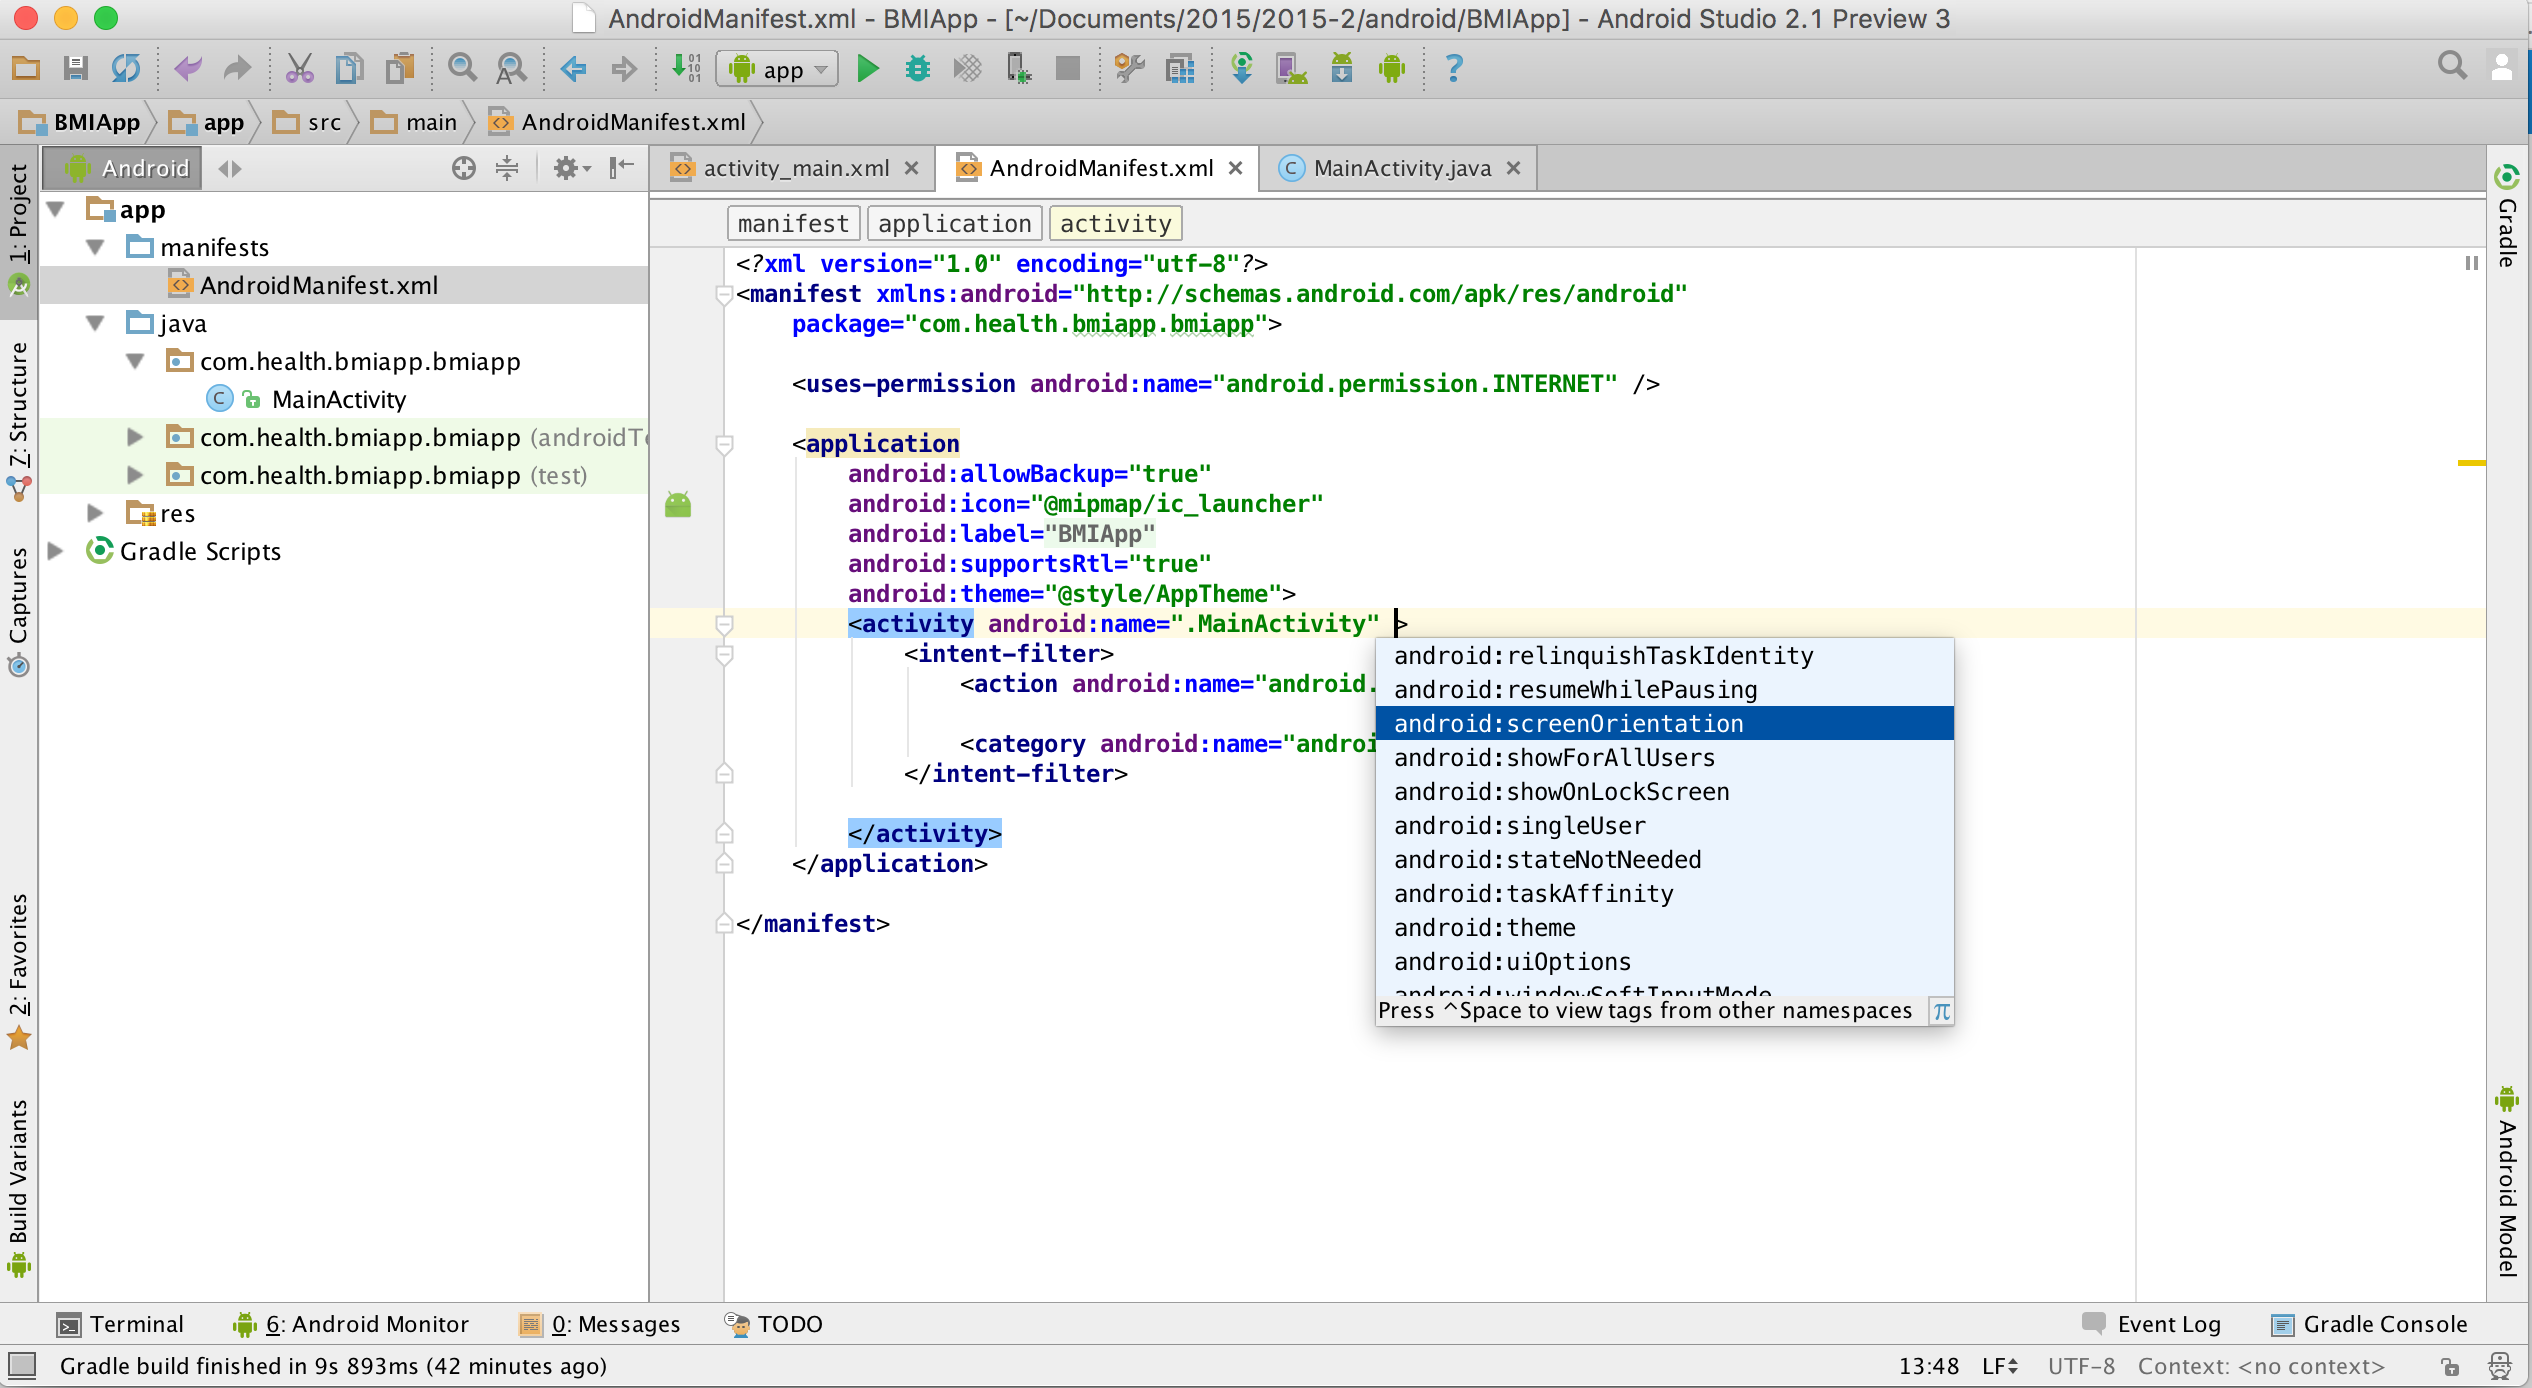 AndroidManifest.xml - BMIApp - [~/Documents/2015/2015-2/android/BMIApp] - Android Studio 2.1 Preview 3
app
BMIApp
app
src
main
AndroidManifest.xml
1: Project
7: Structure
Captures
2: Favorites
Build Variants
Android
app
manifests
AndroidManifest.xml
java
com.health.bmiapp.bmiapp
MainActivity
com.health.bmiapp.bmiapp (androidTe
com.health.bmiapp.bmiapp (test)
res
Gradle Scripts
activity_main.xml
AndroidManifest.xml
MainActivity.java
manifest
application
activity
<?xml version="1.0" encoding="utf-8"?>
<manifest xmlns:android="http://schemas.android.com/apk/res/android"
package="com.health.bmiapp.bmiapp">
<uses-permission android:name="android.permission.INTERNET" />
<application
android:allowBackup="true"
android:icon="@mipmap/ic_launcher"
android:label="BMIApp"
android:supportsRtl="true"
android:theme="@style/AppTheme">
<activity android:name=".MainActivity" >
<intent-filter>
<action android:name="android.
<category android:name="androi
</intent-filter>
</activity>
</application>
</manifest>
android:relinquishTaskIdentity
android:resumeWhilePausing
android:screenOrientation
android:showForAllUsers
android:showOnLockScreen
android:singleUser
android:stateNotNeeded
android:taskAffinity
android:theme
android:uiOptions
android:windowSoftInputMode
Press ^Space to view tags from other namespaces π
Gradle
Android Model
Terminal
6: Android Monitor
0: Messages
TODO
Event Log
Gradle Console
Gradle build finished in 9s 893ms (42 minutes ago)
13:48
LF
UTF-8
Context: <no context>